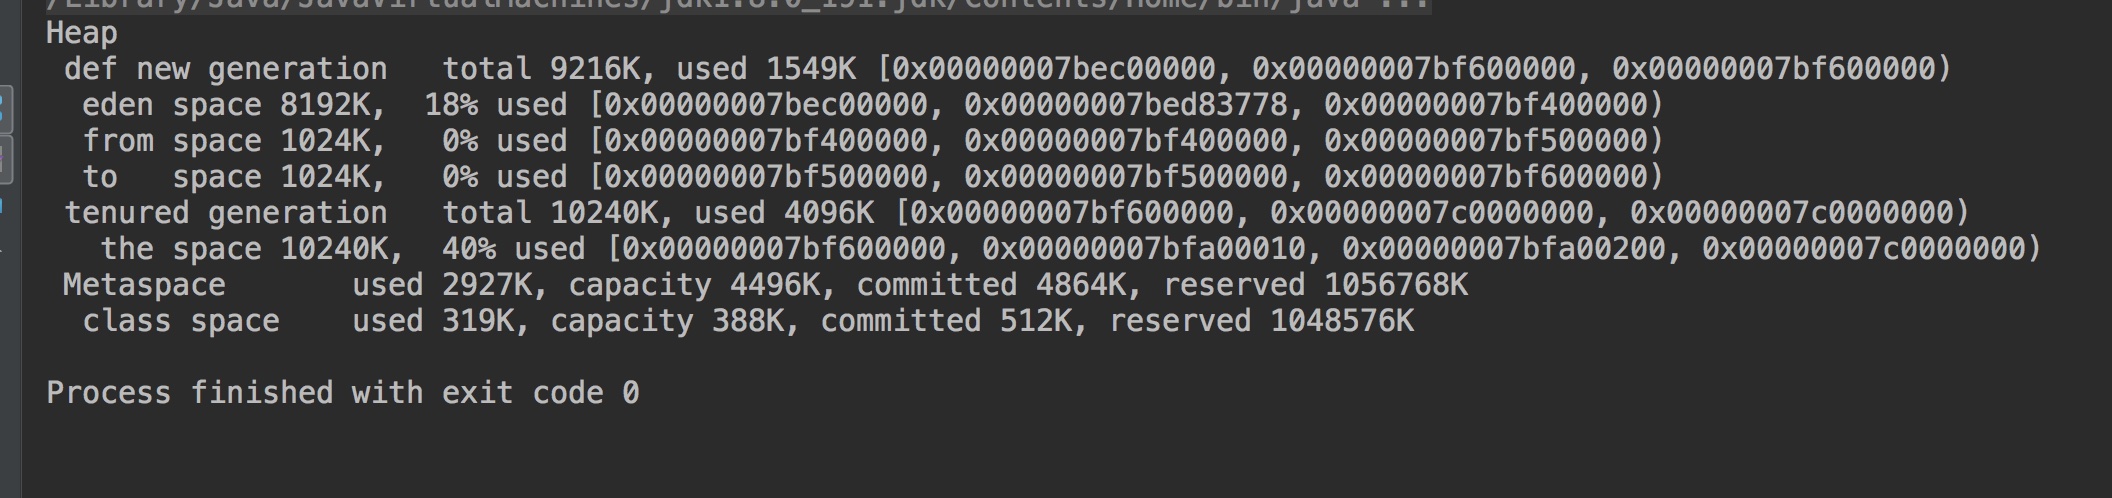 /Library/Java/JavaVirtualMachines/jdk1.8.0_191.jdk/Contents/Home/bin/java ...
Heap
 def new generation   total 9216K, used 1549K [0x00000007bec00000, 0x00000007bf600000, 0x00000007bf600000)
  eden space 8192K,  18% used [0x00000007bec00000, 0x00000007bed83778, 0x00000007bf400000)
  from space 1024K,   0% used [0x00000007bf400000, 0x00000007bf400000, 0x00000007bf500000)
  to   space 1024K,   0% used [0x00000007bf500000, 0x00000007bf500000, 0x00000007bf600000)
 tenured generation   total 10240K, used 4096K [0x00000007bf600000, 0x00000007c0000000, 0x00000007c0000000)
   the space 10240K,  40% used [0x00000007bf600000, 0x00000007bfa00010, 0x00000007bfa00200, 0x00000007c0000000)
 Metaspace       used 2927K, capacity 4496K, committed 4864K, reserved 1056768K
  class space    used 319K, capacity 388K, committed 512K, reserved 1048576K
Process finished with exit code 0